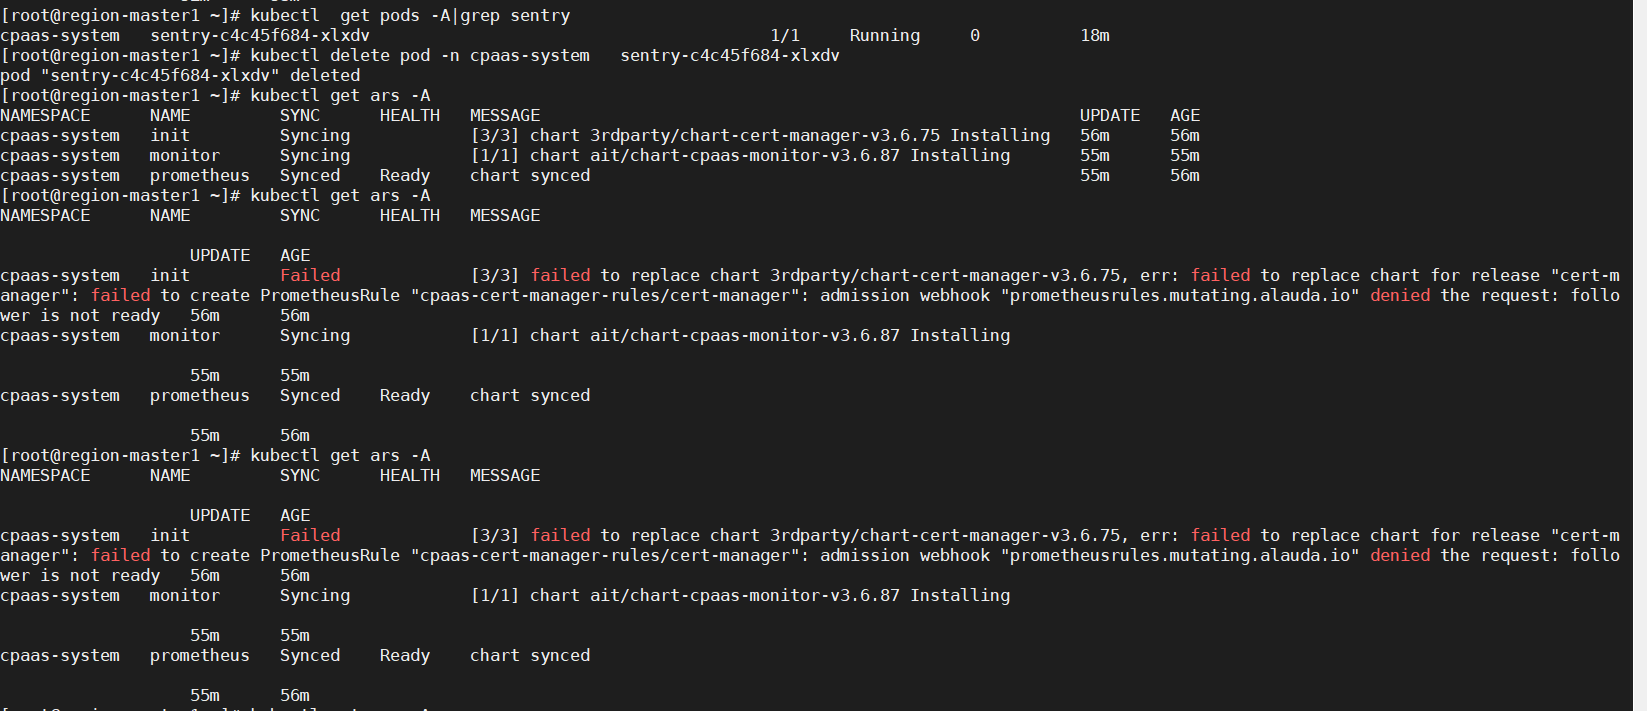 [root@region-master1 ~]# kubectl  get pods -A|grep sentry
cpaas-system   sentry-c4c45f684-xlxdv                                        1/1     Running     0          18m
[root@region-master1 ~]# kubectl delete pod -n cpaas-system   sentry-c4c45f684-xlxdv
pod "sentry-c4c45f684-xlxdv" deleted
[root@region-master1 ~]# kubectl get ars -A
NAMESPACE      NAME         SYNC      HEALTH   MESSAGE                                                      UPDATE   AGE
cpaas-system   init         Syncing            [3/3] chart 3rdparty/chart-cert-manager-v3.6.75 Installing   56m      56m
cpaas-system   monitor      Syncing            [1/1] chart ait/chart-cpaas-monitor-v3.6.87 Installing       55m      55m
cpaas-system   prometheus   Synced    Ready    chart synced                                                 55m      56m
[root@region-master1 ~]# kubectl get ars -A
NAMESPACE      NAME         SYNC      HEALTH   MESSAGE
                   UPDATE   AGE
cpaas-system   init         Failed             [3/3] failed to replace chart 3rdparty/chart-cert-manager-v3.6.75, err: failed to replace chart for release "cert-m
anager": failed to create PrometheusRule "cpaas-cert-manager-rules/cert-manager": admission webhook "prometheusrules.mutating.alauda.io" denied the request: follo
wer is not ready   56m      56m
cpaas-system   monitor      Syncing            [1/1] chart ait/chart-cpaas-monitor-v3.6.87 Installing
                   55m      55m
cpaas-system   prometheus   Synced    Ready    chart synced
                   55m      56m
[root@region-master1 ~]# kubectl get ars -A
NAMESPACE      NAME         SYNC      HEALTH   MESSAGE
                   UPDATE   AGE
cpaas-system   init         Failed             [3/3] failed to replace chart 3rdparty/chart-cert-manager-v3.6.75, err: failed to replace chart for release "cert-m
anager": failed to create PrometheusRule "cpaas-cert-manager-rules/cert-manager": admission webhook "prometheusrules.mutating.alauda.io" denied the request: follo
wer is not ready   56m      56m
cpaas-system   monitor      Syncing            [1/1] chart ait/chart-cpaas-monitor-v3.6.87 Installing
                   55m      55m
cpaas-system   prometheus   Synced    Ready    chart synced
                   55m      56m